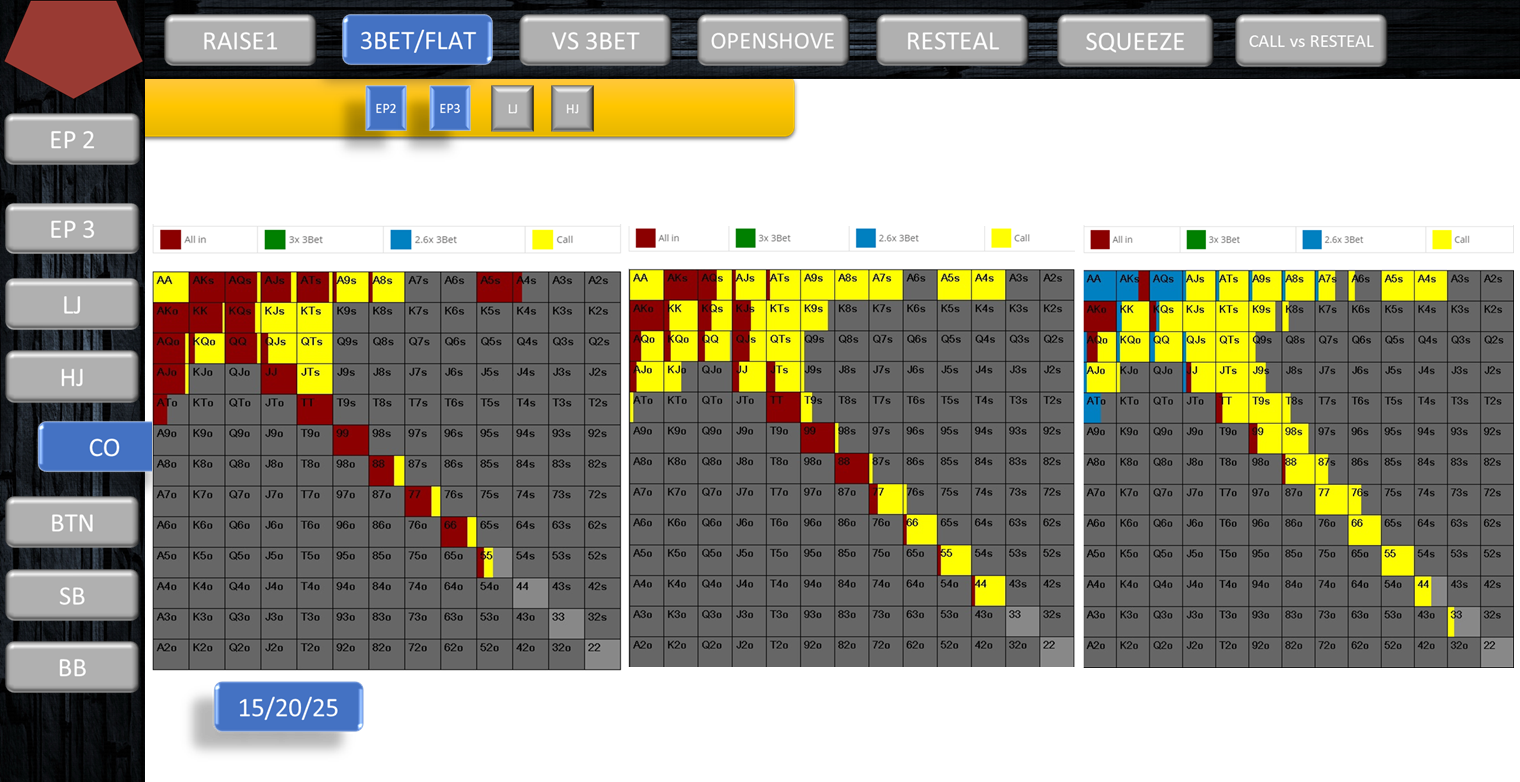 RAISE1 3BET/FLAT VS 3BET OPENSHOVE RESTEAL SQUEEZE CALL vs RESTEAL
EP2 EP3 LJ HJ
EP 2
EP 3
LJ
HJ
CO
BTN
SB
BB
All in 3x 3Bet 2.6x 3Bet Call
AA AKs AQs AJs ATs A9s A8s A7s A6s A5s A4s A3s A2s
AKo KK KQs KJs KTs K9s K8s K7s K6s K5s K4s K3s K2s
AQo KQo QQ QJs QTs Q9s Q8s Q7s Q6s Q5s Q4s Q3s Q2s
AJo KJo QJo JJ JTs J9s J8s J7s J6s J5s J4s J3s J2s
ATo KTo QTo JTo TT T9s T8s T7s T6s T5s T4s T3s T2s
A9o K9o Q9o J9o T9o 99 98s 97s 96s 95s 94s 93s 92s
A8o K8o Q8o J8o T8o 98o 88 87s 86s 85s 84s 83s 82s
A7o K7o Q7o J7o T7o 97o 87o 77 76s 75s 74s 73s 72s
A6o K6o Q6o J6o T6o 96o 86o 76o 66 65s 64s 63s 62s
A5o K5o Q5o J5o T5o 95o 85o 75o 65o 55 54s 53s 52s
A4o K4o Q4o J4o T4o 94o 84o 74o 64o 54o 44 43s 42s
A3o K3o Q3o J3o T3o 93o 83o 73o 63o 53o 43o 33 32s
A2o K2o Q2o J2o T2o 92o 82o 72o 62o 52o 42o 32o 22
All in 3x 3Bet 2.6x 3Bet Call
AA AKs AQs AJs ATs A9s A8s A7s A6s A5s A4s A3s A2s
AKo KK KQs KJs KTs K9s K8s K7s K6s K5s K4s K3s K2s
AQo KQo QQ QJs QTs Q9s Q8s Q7s Q6s Q5s Q4s Q3s Q2s
AJo KJo QJo JJ JTs J9s J8s J7s J6s J5s J4s J3s J2s
ATo KTo QTo JTo TT T9s T8s T7s T6s T5s T4s T3s T2s
A9o K9o Q9o J9o T9o 99 98s 97s 96s 95s 94s 93s 92s
A8o K8o Q8o J8o T8o 98o 88 87s 86s 85s 84s 83s 82s
A7o K7o Q7o J7o T7o 97o 87o 77 76s 75s 74s 73s 72s
A6o K6o Q6o J6o T6o 96o 86o 76o 66 65s 64s 63s 62s
A5o K5o Q5o J5o T5o 95o 85o 75o 65o 55 54s 53s 52s
A4o K4o Q4o J4o T4o 94o 84o 74o 64o 54o 44 43s 42s
A3o K3o Q3o J3o T3o 93o 83o 73o 63o 53o 43o 33 32s
A2o K2o Q2o J2o T2o 92o 82o 72o 62o 52o 42o 32o 22
All in 3x 3Bet 2.6x 3Bet Call
AA AKs AQs AJs ATs A9s A8s A7s A6s A5s A4s A3s A2s
AKo KK KQs KJs KTs K9s K8s K7s K6s K5s K4s K3s K2s
AQo KQo QQ QJs QTs Q9s Q8s Q7s Q6s Q5s Q4s Q3s Q2s
AJo KJo QJo JJ JTs J9s J8s J7s J6s J5s J4s J3s J2s
ATo KTo QTo JTo TT T9s T8s T7s T6s T5s T4s T3s T2s
A9o K9o Q9o J9o T9o 99 98s 97s 96s 95s 94s 93s 92s
A8o K8o Q8o J8o T8o 98o 88 87s 86s 85s 84s 83s 82s
A7o K7o Q7o J7o T7o 97o 87o 77 76s 75s 74s 73s 72s
A6o K6o Q6o J6o T6o 96o 86o 76o 66 65s 64s 63s 62s
A5o K5o Q5o J5o T5o 95o 85o 75o 65o 55 54s 53s 52s
A4o K4o Q4o J4o T4o 94o 84o 74o 64o 54o 44 43s 42s
A3o K3o Q3o J3o T3o 93o 83o 73o 63o 53o 43o 33 32s
A2o K2o Q2o J2o T2o 92o 82o 72o 62o 52o 42o 32o 22
15/20/25